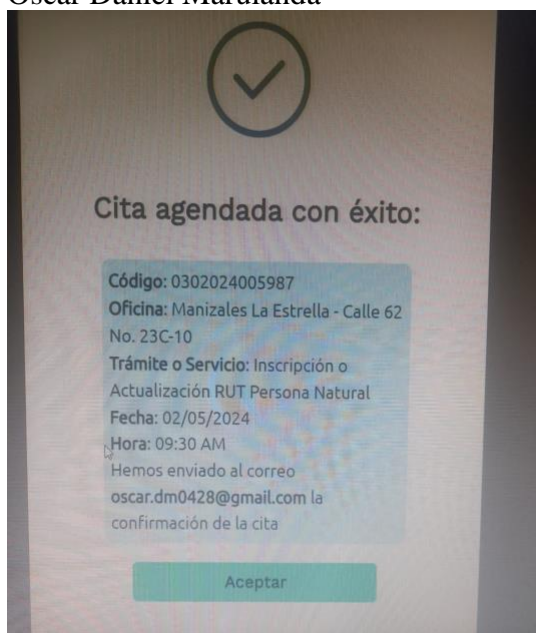 Oscar Daniel Marulanda
Cita agendada con éxito:
Código: 0302024005987
Oficina: Manizales La Estrella - Calle 62
No. 23C-10
Trámite o Servicio: Inscripción o
Actualización RUT Persona Natural
Fecha: 02/05/2024
Hora: 09:30 AM
Hemos enviado al correo
oscar.dm0428@gmail.com la
confirmación de la cita
Aceptar